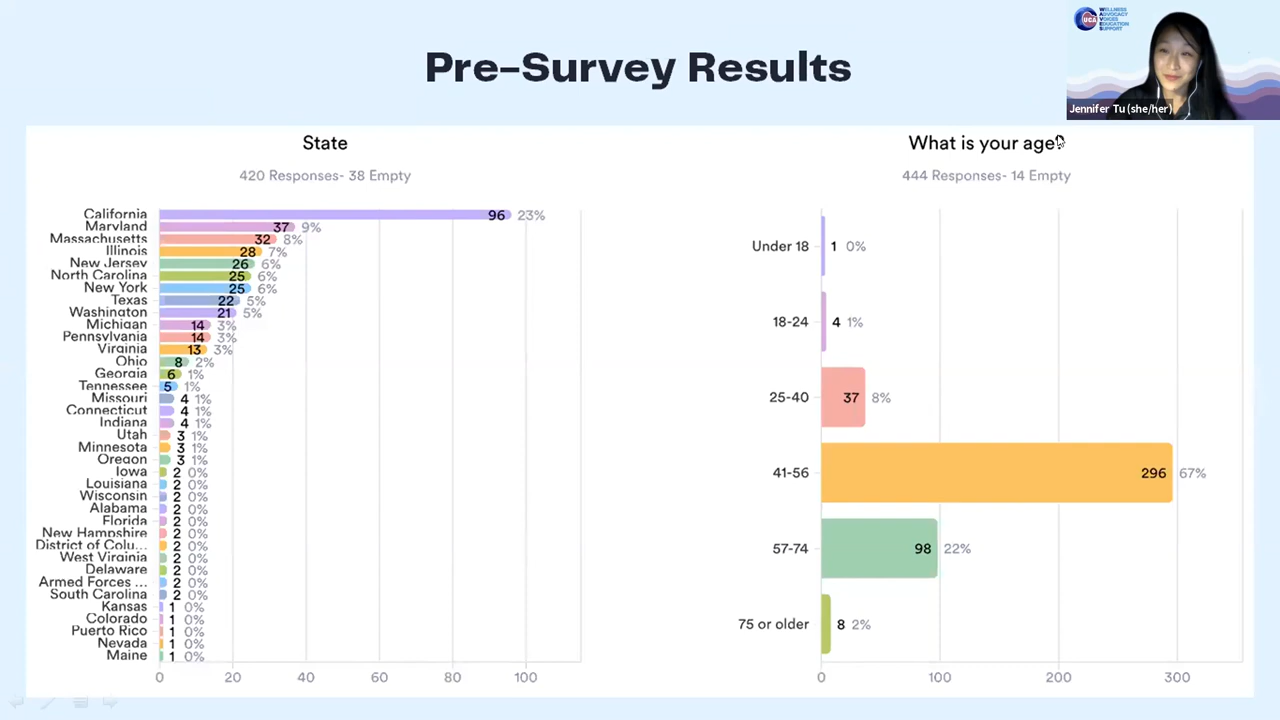 Pre-Survey Results
WELLNESS
ADVOCACY
VOICES
EDUCATION
SUPPORT
UCA
Jennifer Tu (she/her)
State
420 Responses- 38 Empty
California 96 23%
Maryland 37 9%
Massachusetts 32 8%
Illinois 28 7%
New Jersey 26 6%
North Carolina 25 6%
New York 25 6%
Texas 22 5%
Washington 21 5%
Michigan 14 3%
Pennsylvania 14 3%
Virginia 13 3%
Ohio 8 2%
Georgia 6 1%
Tennessee 5 1%
Missouri 4 1%
Connecticut 4 1%
Indiana 4 1%
Utah 3 1%
Minnesota 3 1%
Oregon 3 1%
Iowa 2 0%
Louisiana 2 0%
Wisconsin 2 0%
Alabama 2 0%
Florida 2 0%
New Hampshire 2 0%
District of Colu... 2 0%
West Virginia 2 0%
Delaware 2 0%
Armed Forces ... 2 0%
South Carolina 2 0%
Kansas 1 0%
Colorado 1 0%
Puerto Rico 1 0%
Nevada 1 0%
Maine 1 0%
0 20 40 60 80 100
What is your age?
444 Responses- 14 Empty
Under 18 1 0%
18-24 4 1%
25-40 37 8%
41-56 296 67%
57-74 98 22%
75 or older 8 2%
0 100 200 300